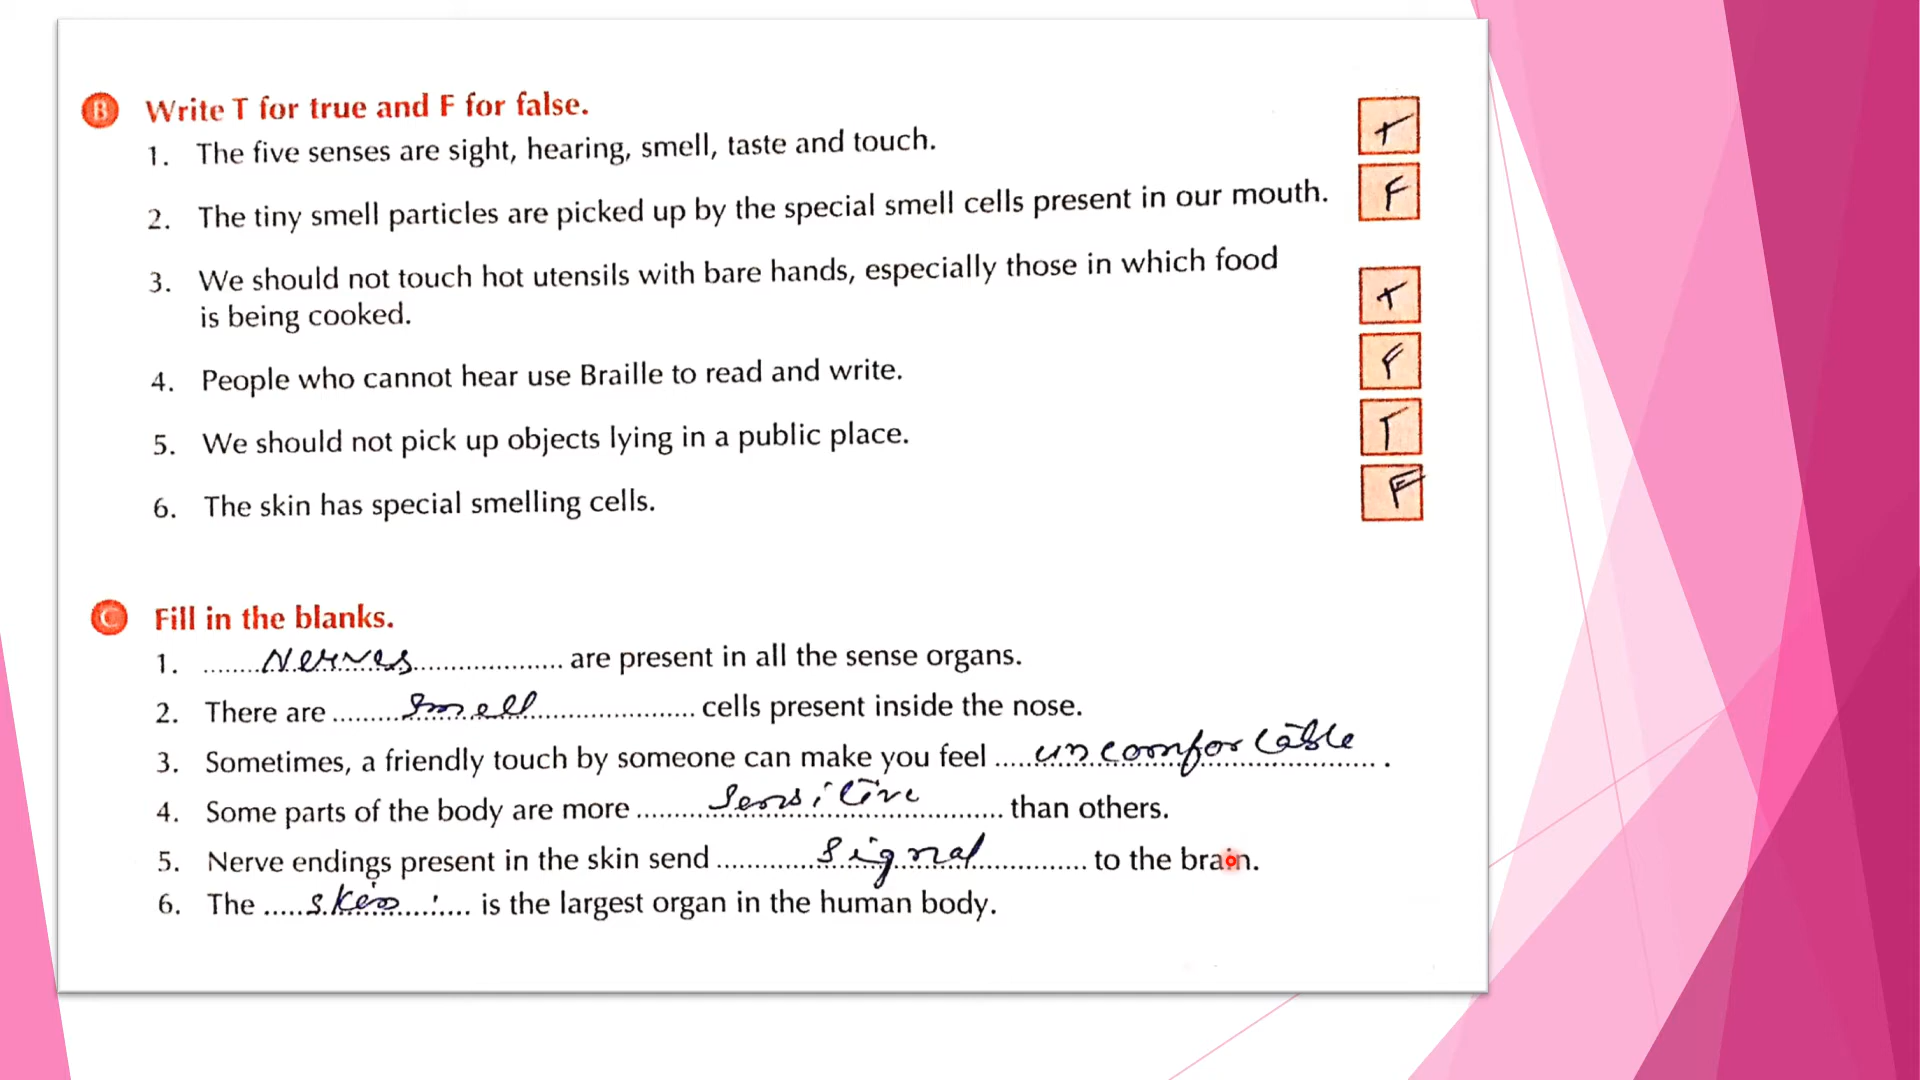 B Write T for true and F for false.
1. The five senses are sight, hearing, smell, taste and touch. T
2. The tiny smell particles are picked up by the special smell cells present in our mouth. F
3. We should not touch hot utensils with bare hands, especially those in which food
is being cooked. T
4. People who cannot hear use Braille to read and write. F
5. We should not pick up objects lying in a public place. T
6. The skin has special smelling cells. F
C Fill in the blanks.
1. ........Nerves.................... are present in all the sense organs.
2. There are .........Smell..................... cells present inside the nose.
3. Sometimes, a friendly touch by someone can make you feel .....uncomfortable..... .
4. Some parts of the body are more ..........Sensitive.......... than others.
5. Nerve endings present in the skin send ............Signal............ to the brain.
6. The .....skin......... is the largest organ in the human body.